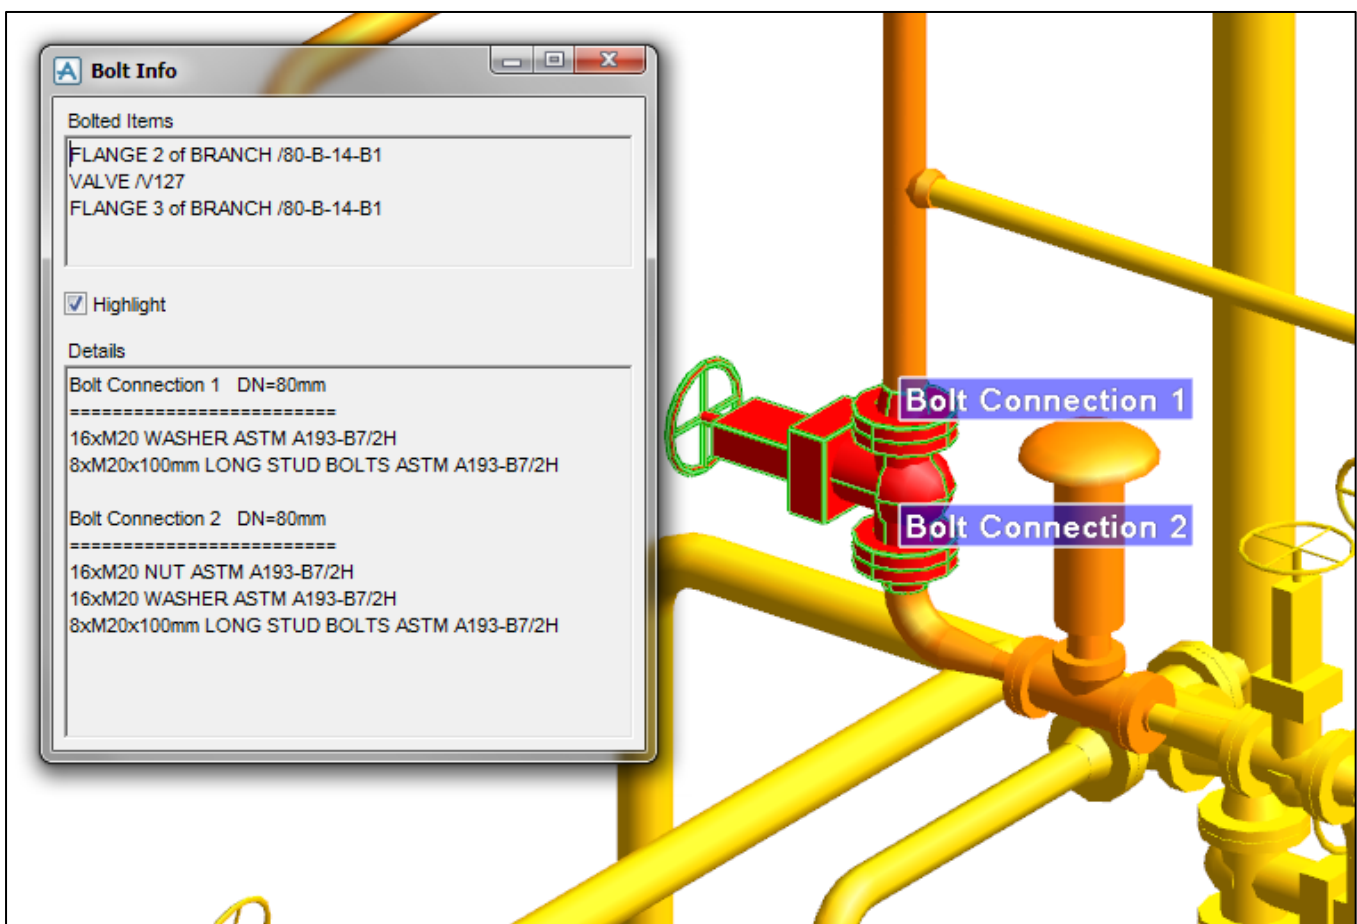 Bolt Info
Bolted Items
FLANGE 2 of BRANCH /80-B-14-B1
VALVE /V127
FLANGE 3 of BRANCH /80-B-14-B1
Highlight
Details
Bolt Connection 1   DN=80mm
=========================
16xM20 WASHER ASTM A193-B7/2H
8xM20x100mm LONG STUD BOLTS ASTM A193-B7/2H
Bolt Connection 2   DN=80mm
=========================
16xM20 NUT ASTM A193-B7/2H
16xM20 WASHER ASTM A193-B7/2H
8xM20x100mm LONG STUD BOLTS ASTM A193-B7/2H
Bolt Connection 1
Bolt Connection 2